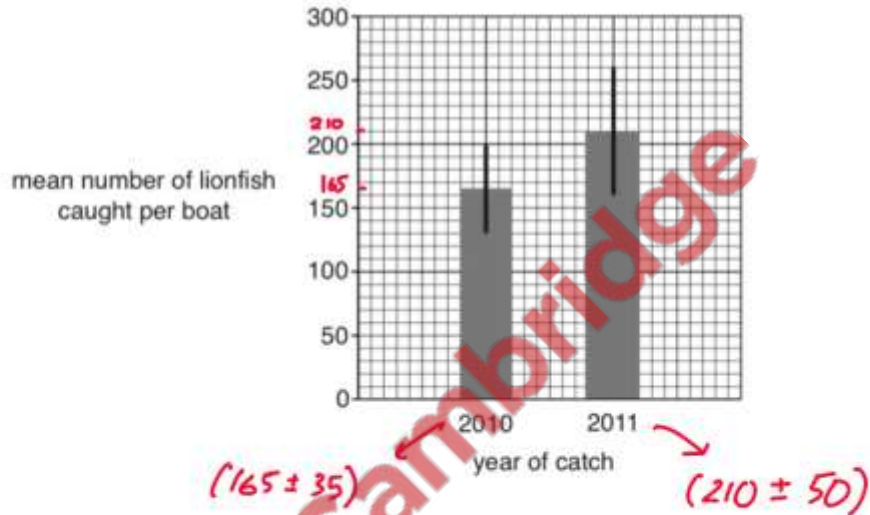 300
250
210
200
mean number of lionfish
caught per boat
165
150
100
50
0
2010
2011
year of catch
(165 ± 35)
(210 ± 50)
Cambridge